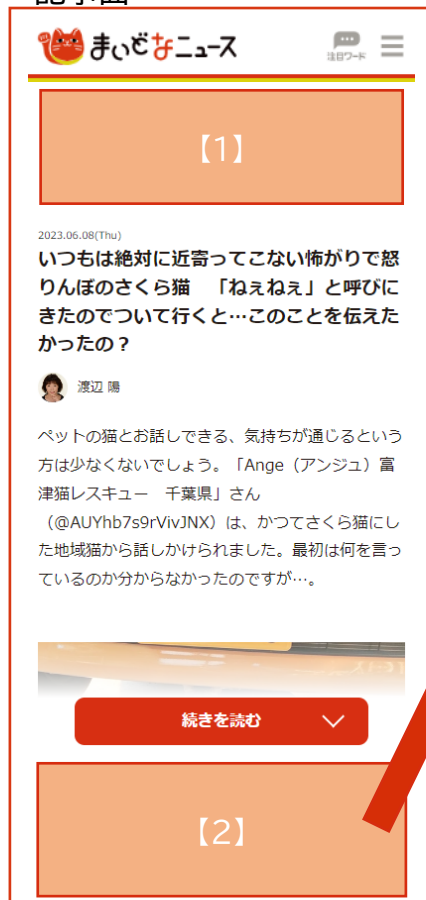 まいどなニュース
注目ワード
【1】
2023.06.08(Thu)
いつもは絶対に近寄ってこない怖がりで怒
りんぼのさくら猫　「ねぇねぇ」と呼びに
きたのでついて行くと…このことを伝えた
かったの？
渡辺 陽
ペットの猫とお話しできる、気持ちが通じるという
方は少なくないでしょう。「Ange（アンジュ）富
津猫レスキュー　千葉県」さん
（@AUYhb7s9rVivJNX）は、かつてさくら猫にし
た地域猫から話しかけられました。最初は何を言っ
ているのか分からなかったのですが…。
続きを読む
【2】